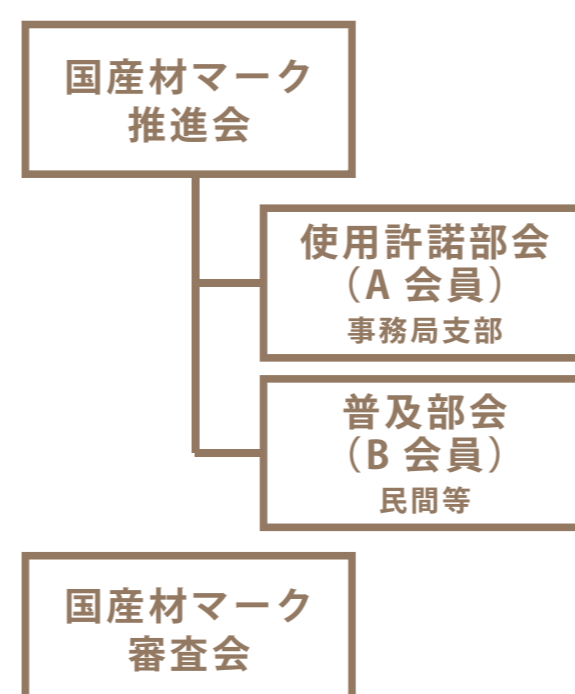 国産材マーク
推進会
使用許諾部会
（A 会員）
事務局支部
普及部会
（B 会員）
民間等
国産材マーク
審査会